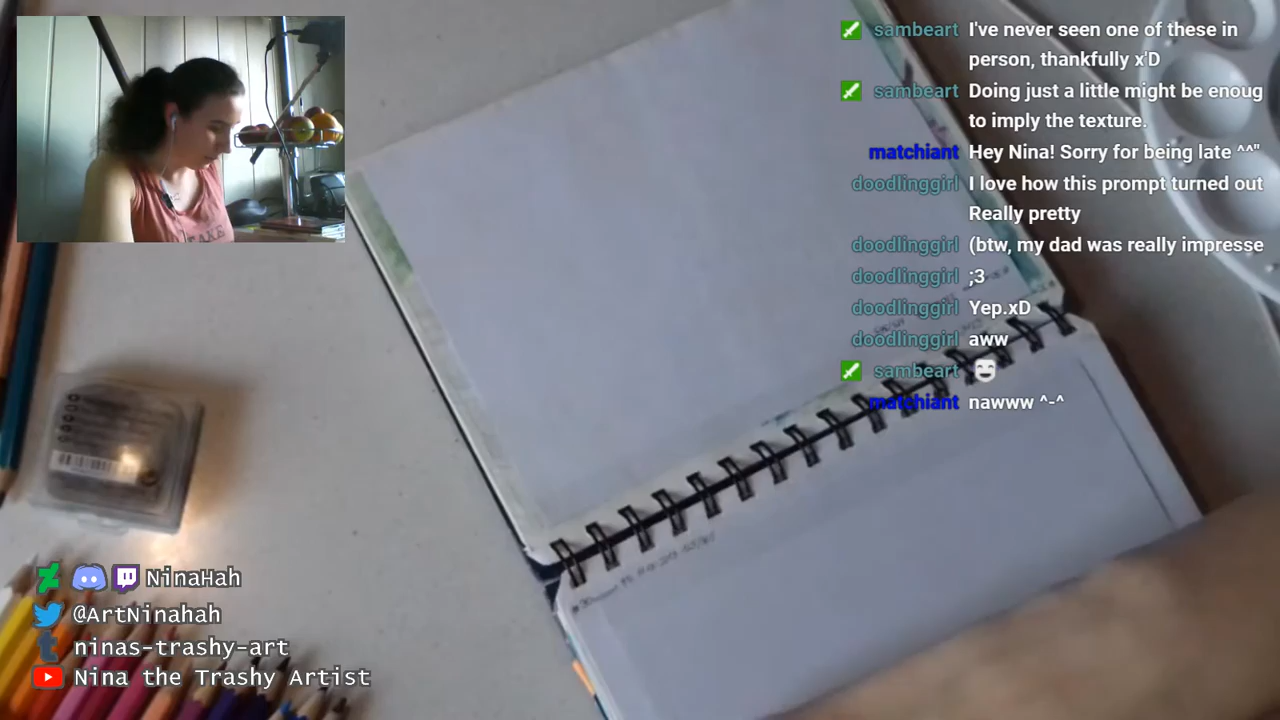 sambeart I've never seen one of these in
person, thankfully x'D
sambeart Doing just a little might be enoug
to imply the texture.
matchiant Hey Nina! Sorry for being late ^^"
doodlinggirl I love how this prompt turned out
Really pretty
doodlinggirl (btw, my dad was really impresse
doodlinggirl ;3
doodlinggirl Yep.xD
doodlinggirl aww
sambeart
matchiant nawww ^-^
NinaHah
@ArtNinahah
ninas-trashy-art
Nina the Trashy Artist